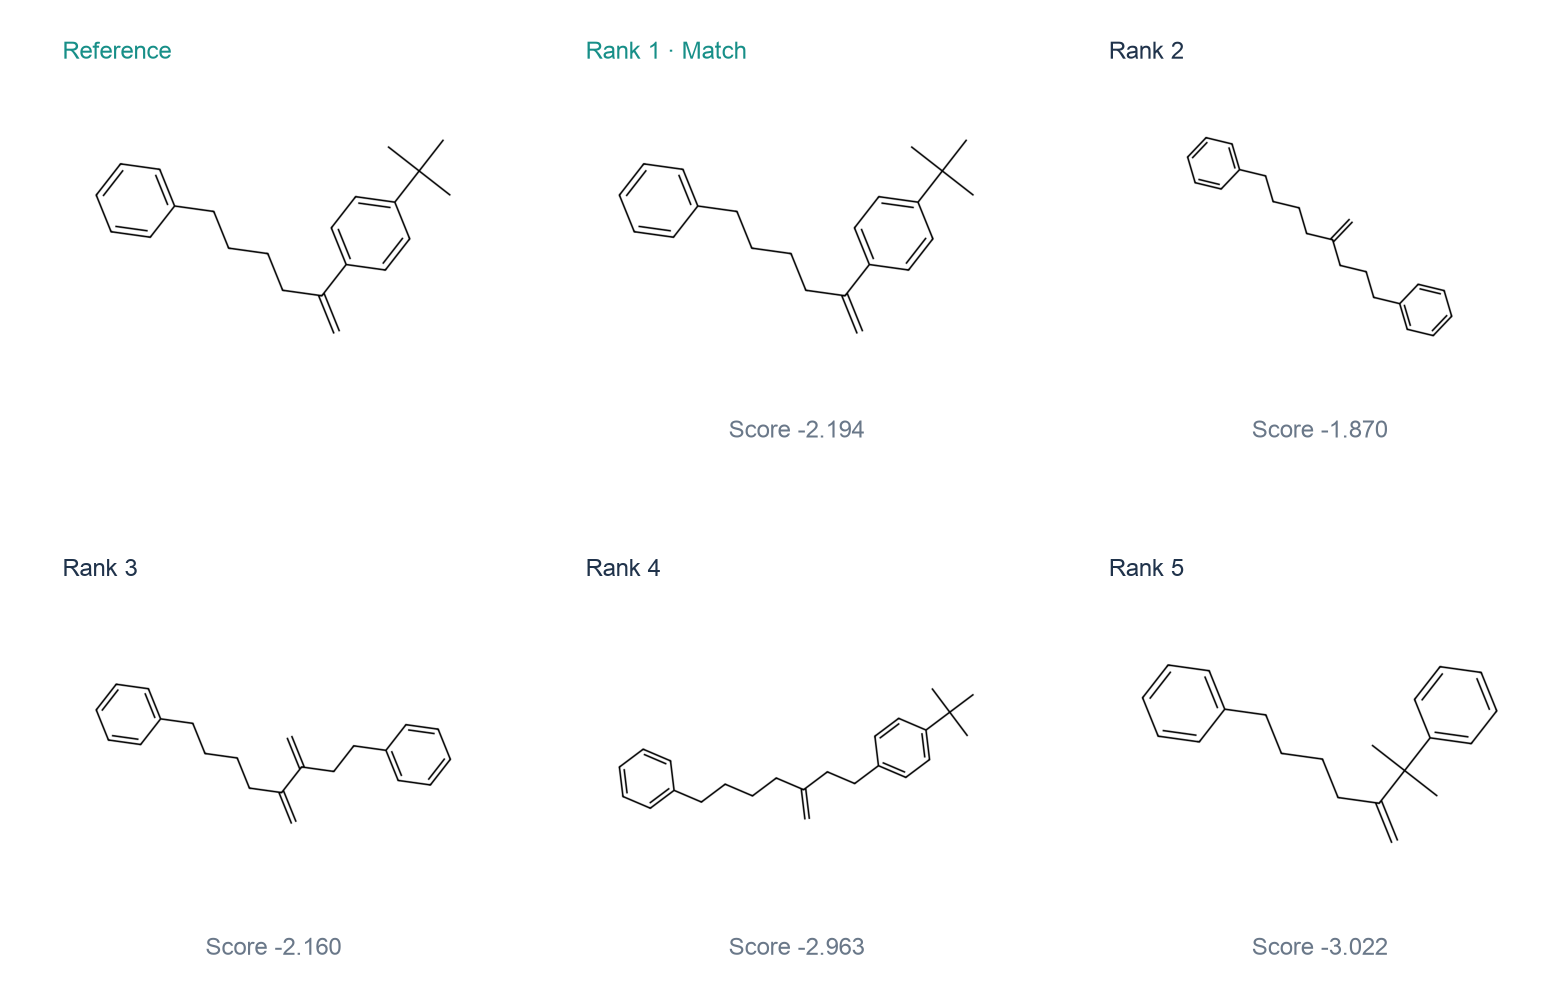 Reference
Rank 1 · Match
Rank 2
Score -2.194
Score -1.870
Rank 3
Rank 4
Rank 5
Score -2.160
Score -2.963
Score -3.022